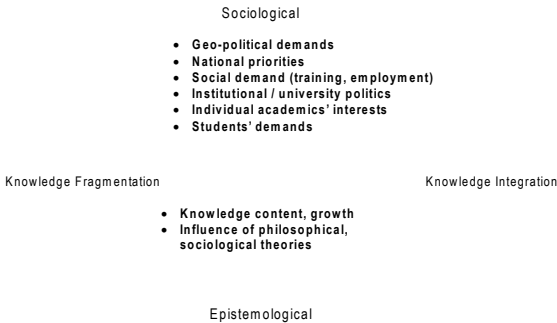 Sociological
• Geo-political demands
• National priorities
• Social demand (training, employment)
• Institutional / university politics
• Individual academics' interests
• Students' demands
Knowledge Fragmentation
Knowledge Integration
• Knowledge content, growth
• Influence of philosophical,
sociological theories
Epistemological